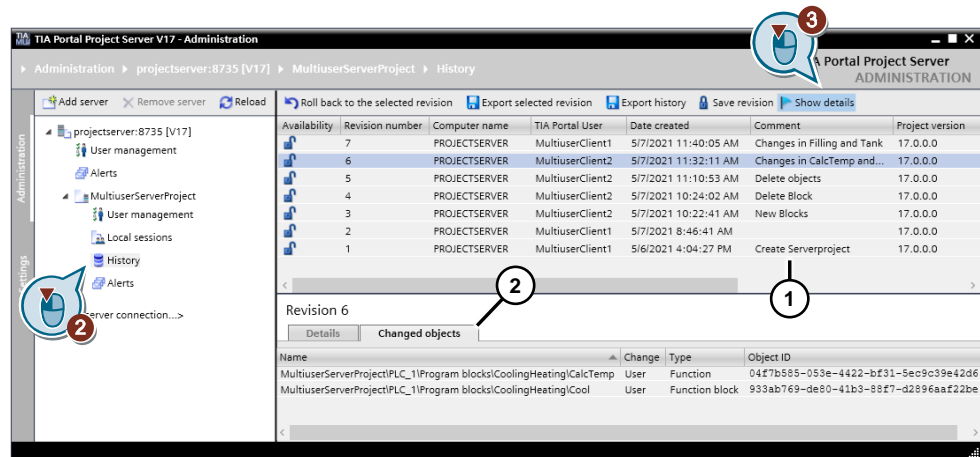 3
TIA Portal Project Server V17 - Administration
Administration projectserver:8735 [V17] MultiuserServerProject History
Portal Project Server
ADMINISTRATION
Add server Remove server Reload
Roll back to the selected revision Export selected revision Export history Save revision Show details
Administration
Availability Revision number Computer name TIA Portal User Date created Comment Project version
7 PROJECTSERVER MultiuserClient1 5/7/2021 11:40:05 AM Changes in Filling and Tank 17.0.0.0
6 PROJECTSERVER MultiuserClient2 5/7/2021 11:32:11 AM Changes in CalcTemp and... 17.0.0.0
5 PROJECTSERVER MultiuserClient2 5/7/2021 11:10:53 AM Delete objects 17.0.0.0
4 PROJECTSERVER MultiuserClient2 5/7/2021 10:24:02 AM Delete Block 17.0.0.0
3 PROJECTSERVER MultiuserClient2 5/7/2021 10:22:41 AM New Blocks 17.0.0.0
2 PROJECTSERVER MultiuserClient1 5/7/2021 8:46:41 AM 17.0.0.0
1 PROJECTSERVER MultiuserClient1 5/6/2021 4:04:27 PM Create Serverproject 17.0.0.0
projectserver:8735 [V17]
User management
Alerts
MultiuserServerProject
User management
Local sessions
History
Alerts
server connection...>
2
2
1
Revision 6
Details Changed objects
Name Change Type Object ID
MultiuserServerProject\PLC_1\Program blocks\CoolingHeating\CalcTemp User Function 04f7b585-053e-4422-bf31-5ec9c39e42d6
MultiuserServerProject\PLC_1\Program blocks\CoolingHeating\Cool User Function block 933ab769-de80-41b3-88f7-d2896aaf22be